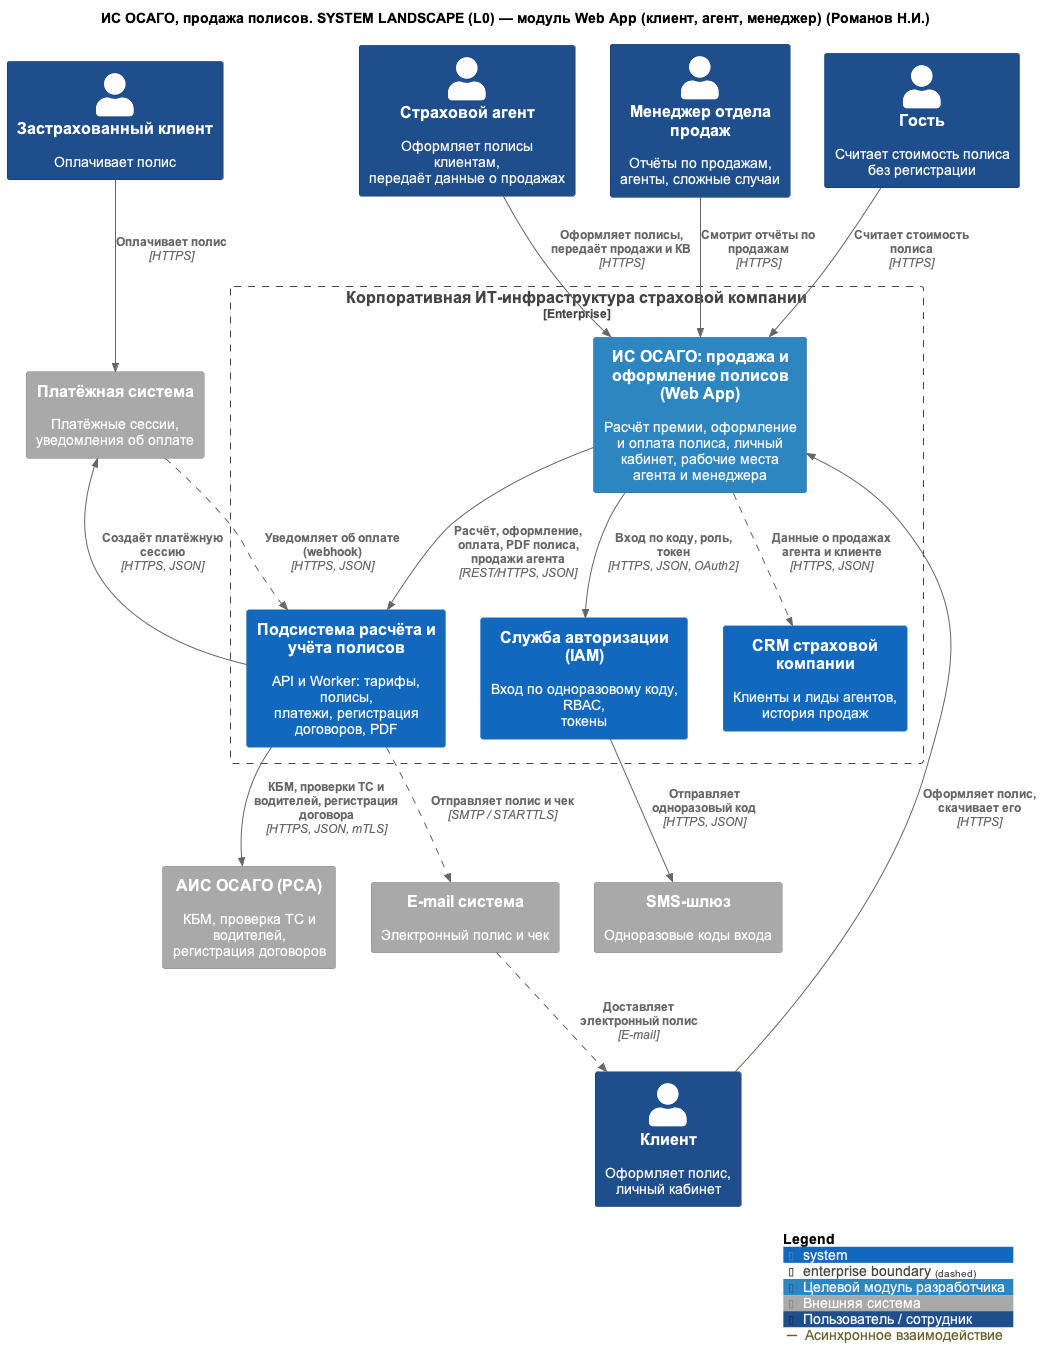 ИС ОСАГО, продажа полисов. SYSTEM LANDSCAPE (L0) — модуль Web App (клиент, агент, менеджер) (Романов Н.И.)
Застрахованный клиент
Оплачивает полис
Страховой агент
Оформляет полисы
клиентам,
передаёт данные о продажах
Менеджер отдела
продаж
Отчёты по продажам,
агенты, сложные случаи
Гость
Считает стоимость полиса
без регистрации
Оплачивает полис
[HTTPS]
Оформляет полисы,
передаёт продажи и КВ
[HTTPS]
Смотрит отчёты по
продажам
[HTTPS]
Считает стоимость
полиса
[HTTPS]
Корпоративная ИТ-инфраструктура страховой компании
[Enterprise]
Платёжная система
Платёжные сессии,
уведомления об оплате
ИС ОСАГО: продажа и
оформление полисов
(Web App)
Расчёт премии, оформление
и оплата полиса, личный
кабинет, рабочие места
агента и менеджера
Создаёт платёжную
сессию
[HTTPS, JSON]
Уведомляет об оплате
(webhook)
[HTTPS, JSON]
Расчёт, оформление,
оплата, PDF полиса,
продажи агента
[REST/HTTPS, JSON]
Вход по коду, роль,
токен
[HTTPS, JSON, OAuth2]
Данные о продажах
агента и клиенте
[HTTPS, JSON]
Подсистема расчёта и
учёта полисов
API и Worker: тарифы,
полисы,
платежи, регистрация
договоров, PDF
Служба авторизации
(IAM)
Вход по одноразовому коду,
RBAC,
токены
CRM страховой
компании
Клиенты и лиды агентов,
история продаж
КБМ, проверки ТС и
водителей, регистрация
договора
[HTTPS, JSON, mTLS]
Отправляет полис и чек
[SMTP / STARTTLS]
Отправляет
одноразовый код
[HTTPS, JSON]
Оформляет полис,
скачивает его
[HTTPS]
АИС ОСАГО (РСА)
КБМ, проверка ТС и
водителей,
регистрация договоров
E-mail система
Электронный полис и чек
SMS-шлюз
Одноразовые коды входа
Доставляет
электронный полис
[E-mail]
Клиент
Оформляет полис,
личный кабинет
Legend
system
enterprise boundary (dashed)
Целевой модуль разработчика
Внешняя система
Пользователь / сотрудник
— Асинхронное взаимодействие